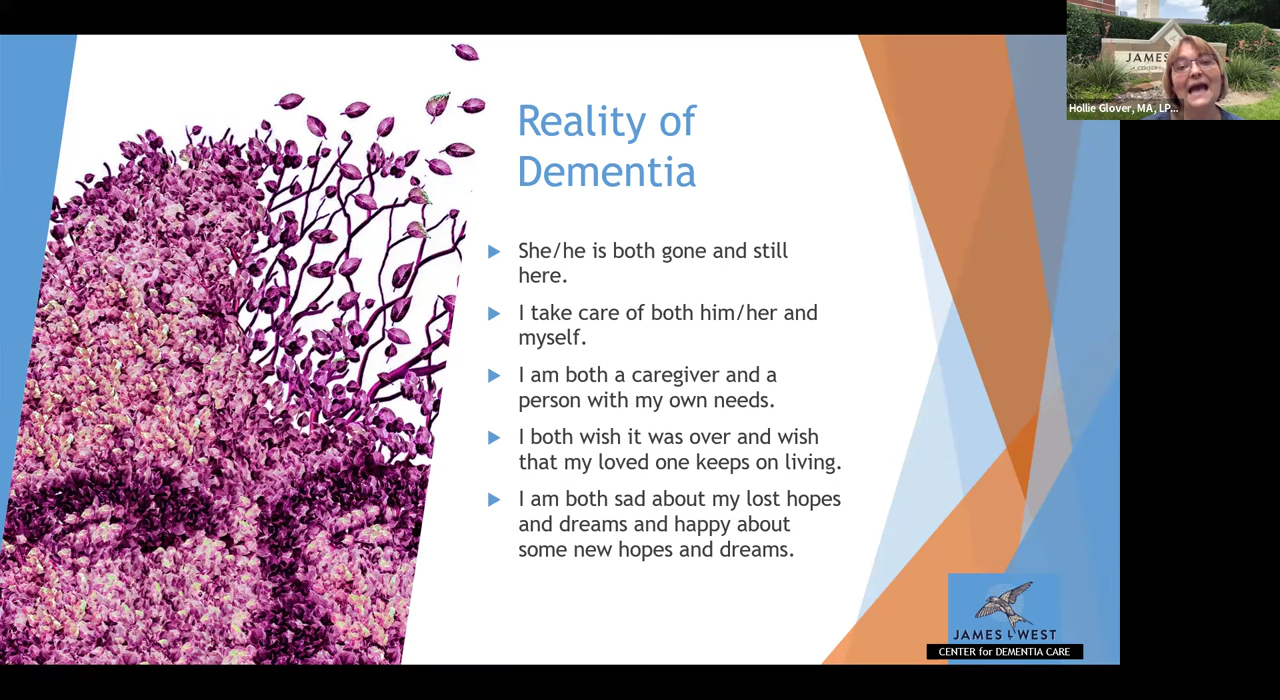 Reality of
Dementia
She/he is both gone and still
here.
I take care of both him/her and
myself.
I am both a caregiver and a
person with my own needs.
I both wish it was over and wish
that my loved one keeps on living.
I am both sad about my lost hopes
and dreams and happy about
some new hopes and dreams.
JAMES L WEST
CENTER for DEMENTIA CARE
JAMES
Hollie Glover, MA, LP...